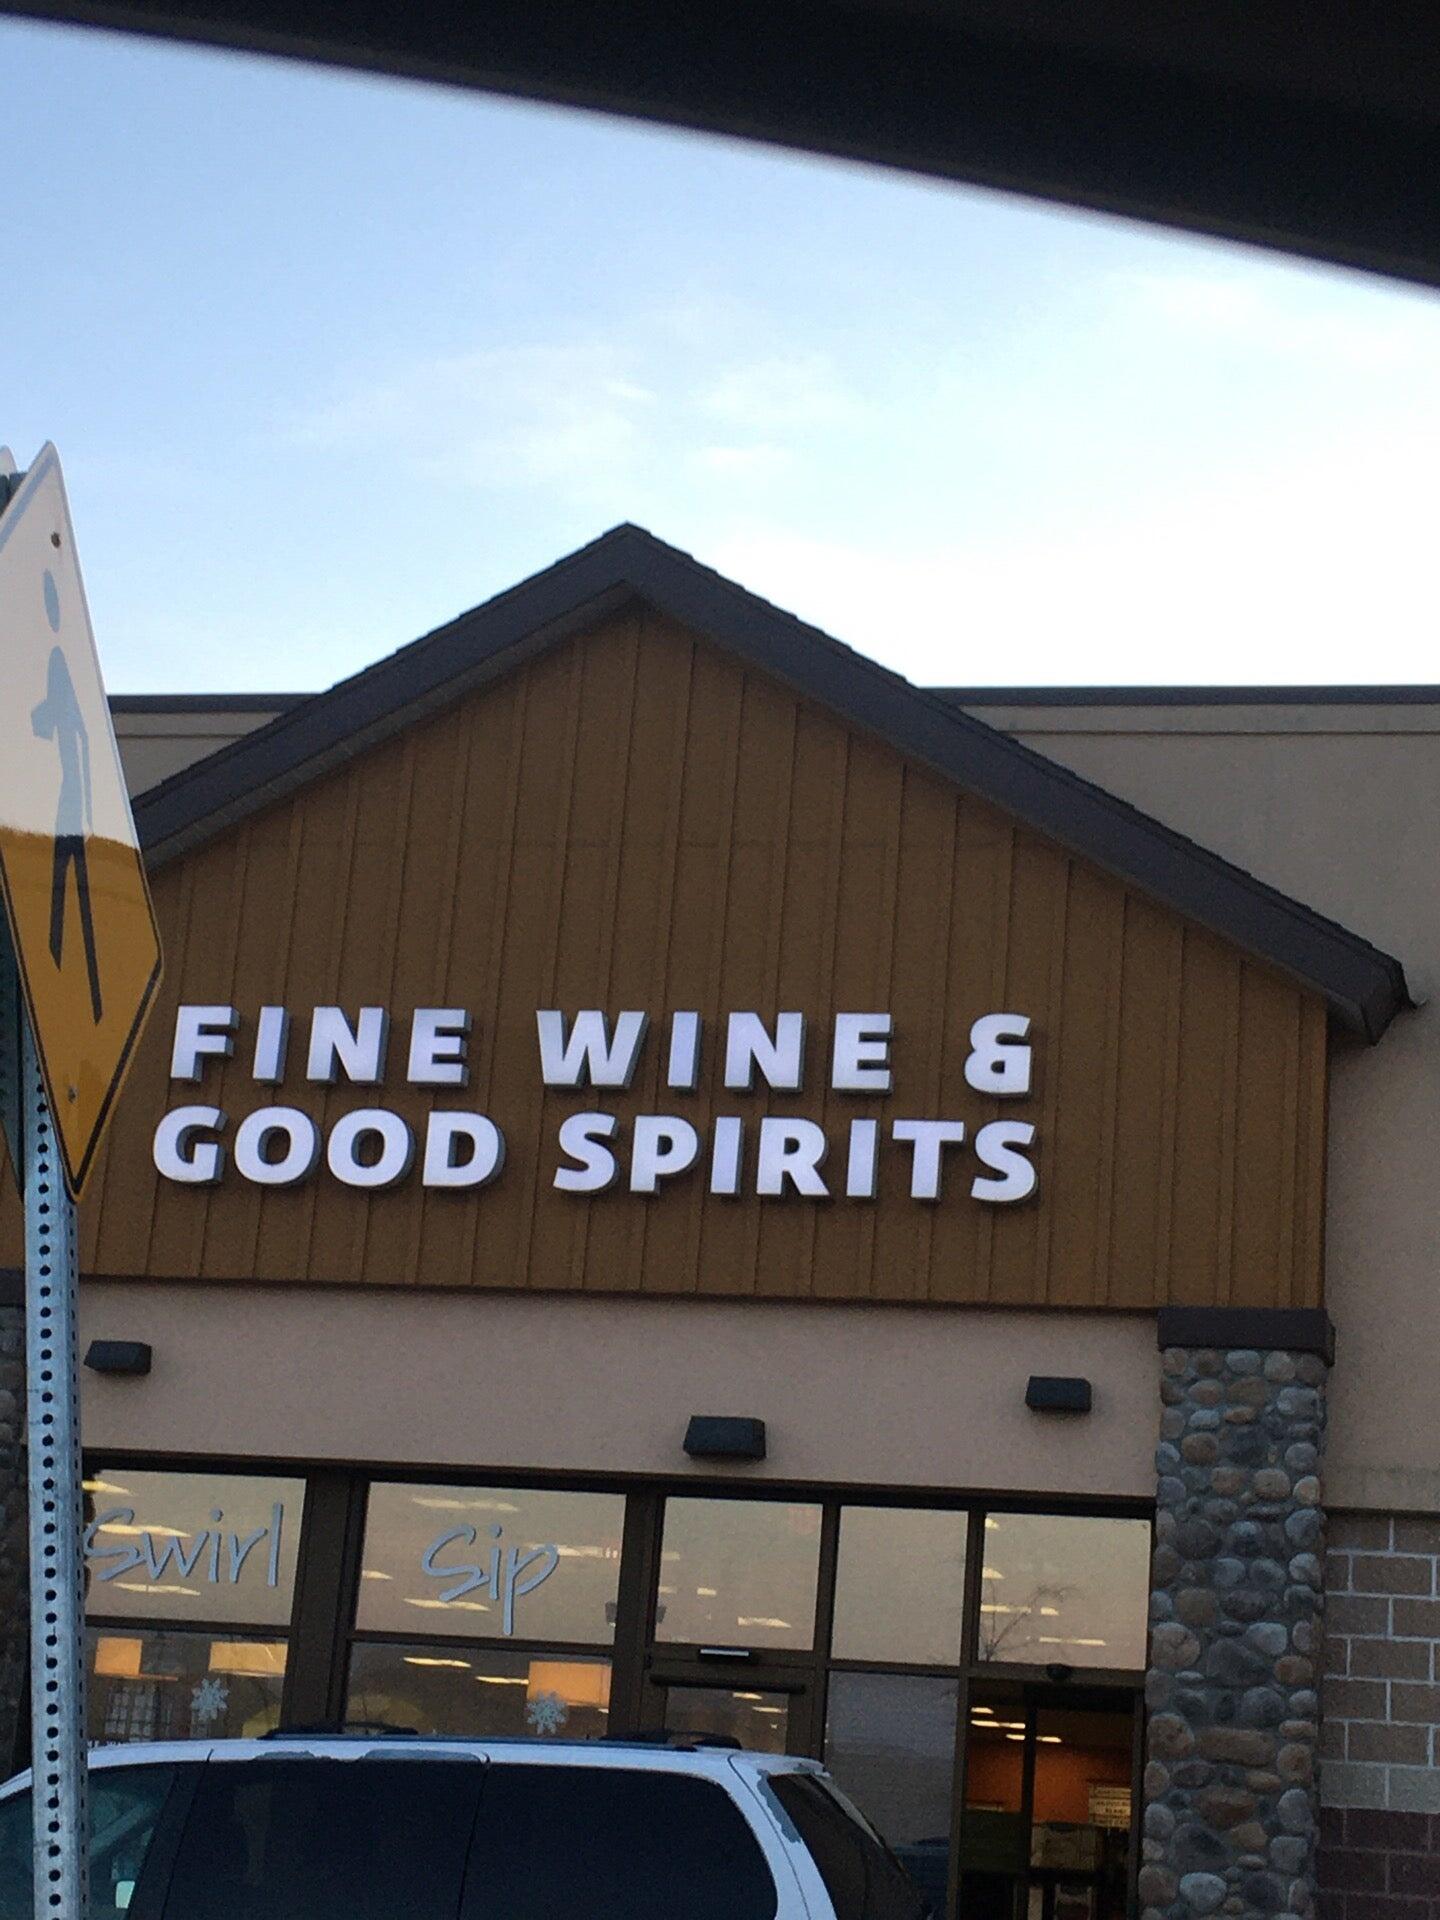 FINE WINE &
GOOD SPIRITS
Swirl
Sip